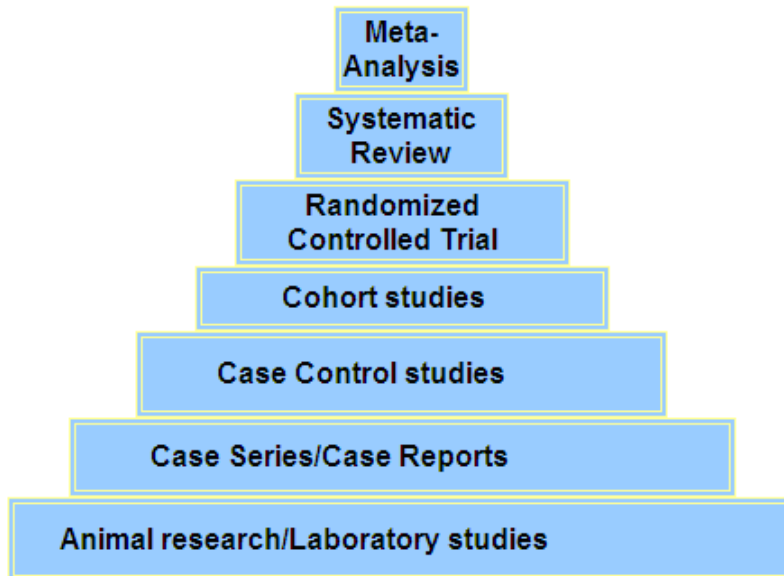 Meta-
Analysis
Systematic
Review
Randomized
Controlled Trial
Cohort studies
Case Control studies
Case Series/Case Reports
Animal research/Laboratory studies